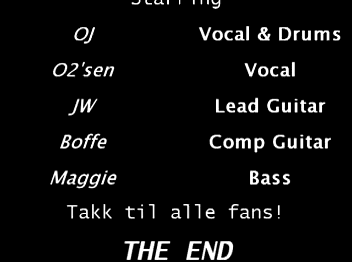 Starring
OJ Vocal & Drums
O2'sen Vocal
JW Lead Guitar
Boffe Comp Guitar
Maggie Bass
Takk til alle fans!
THE END